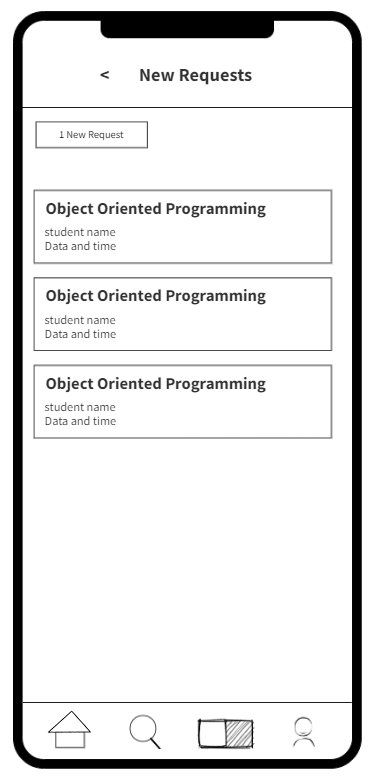 < New Requests
1 New Request
Object Oriented Programming
student name
Data and time
Object Oriented Programming
student name
Data and time
Object Oriented Programming
student name
Data and time